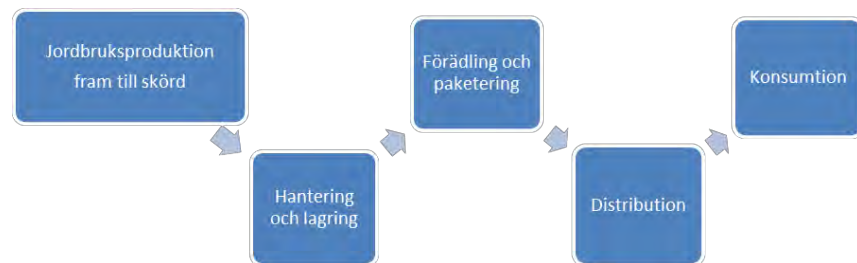 Jordbruksproduktion
fram till skörd
Hantering
och lagring
Förädling och
paketering
Distribution
Konsumtion